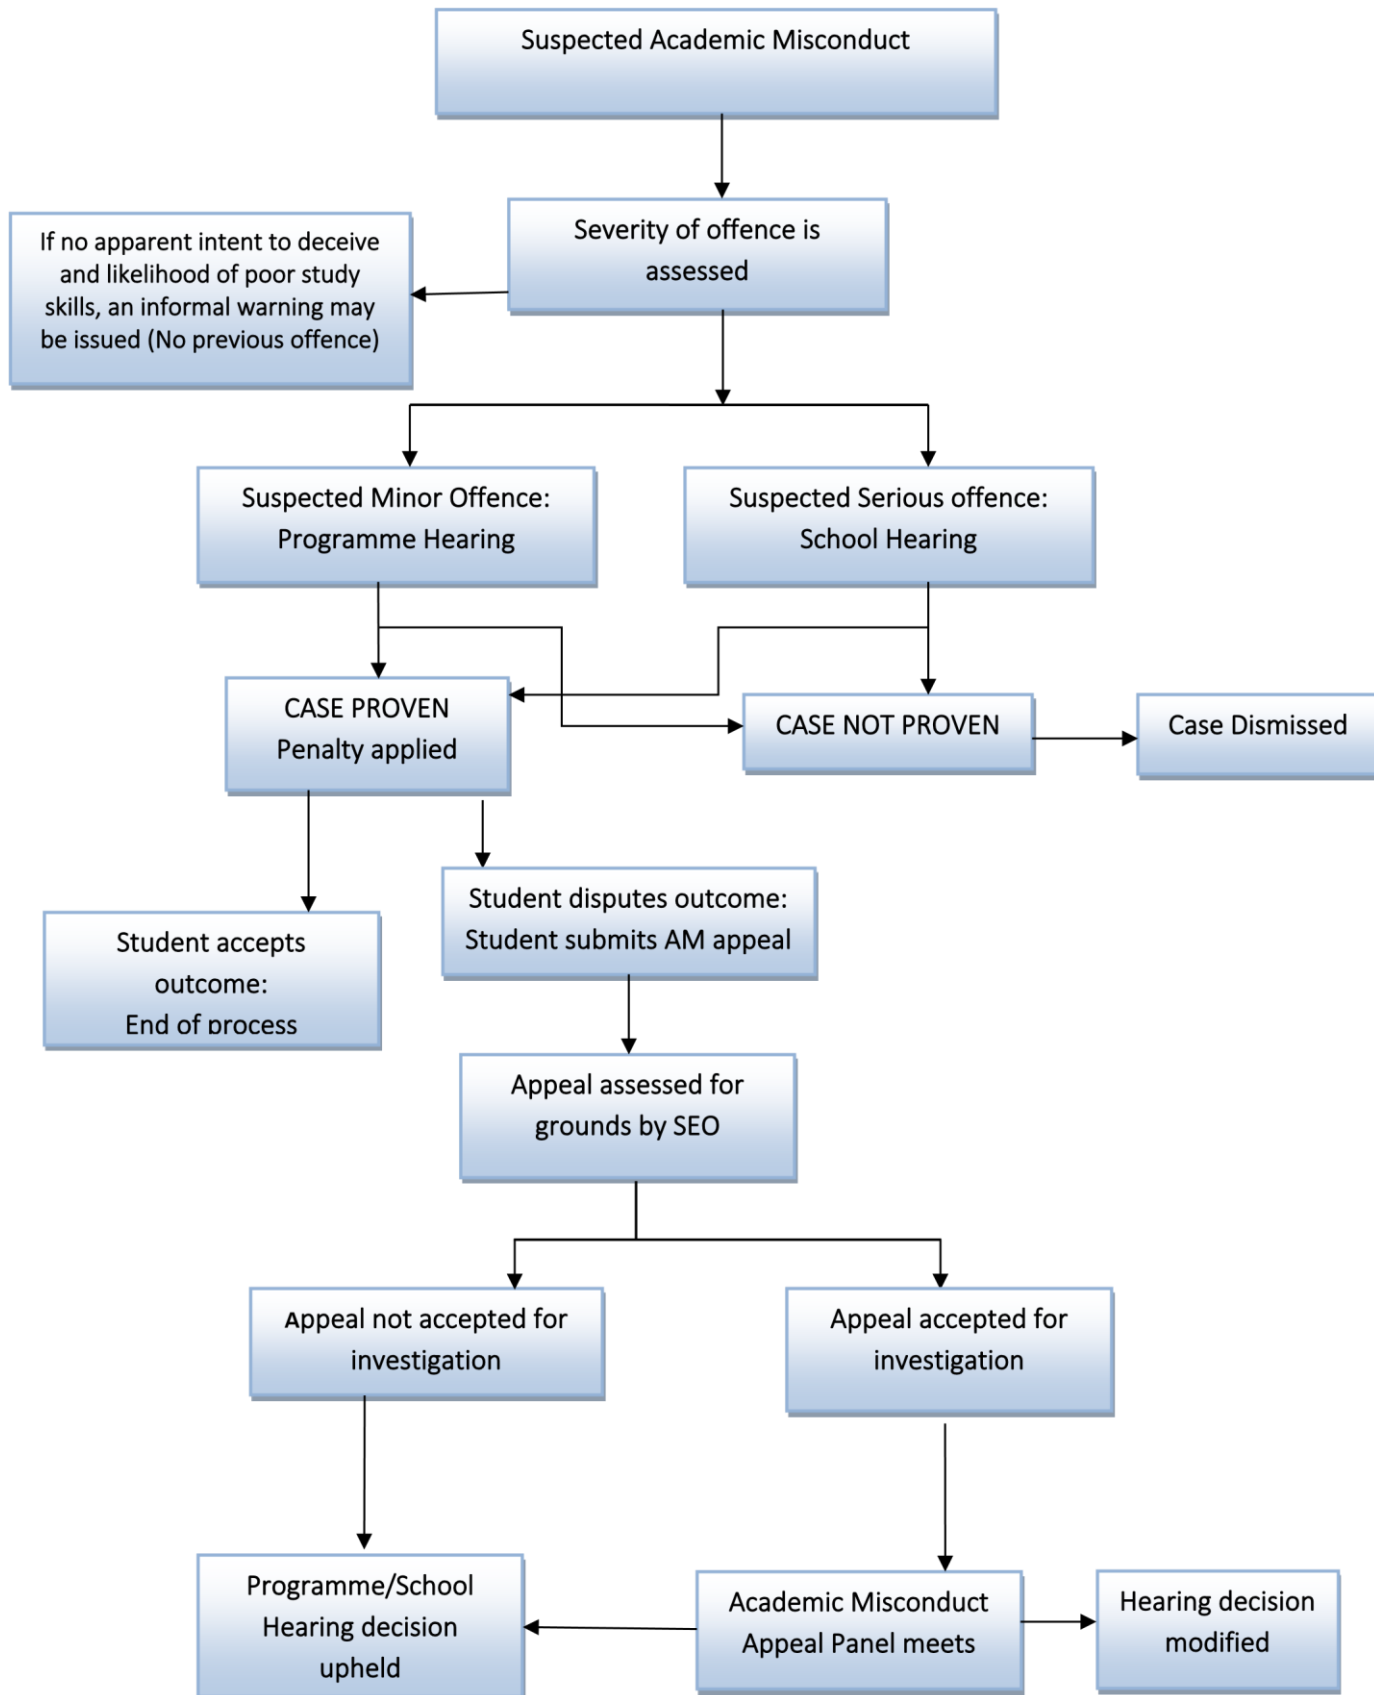 Suspected Academic Misconduct
Severity of offence is
assessed
If no apparent intent to deceive
and likelihood of poor study
skills, an informal warning may
be issued (No previous offence)
Suspected Minor Offence:
Programme Hearing
Suspected Serious offence:
School Hearing
CASE PROVEN
Penalty applied
CASE NOT PROVEN
Case Dismissed
Student accepts
outcome:
End of process
Student disputes outcome:
Student submits AM appeal
Appeal assessed for
grounds by SEO
Appeal not accepted for
investigation
Appeal accepted for
investigation
Programme/School
Hearing decision
upheld
Academic Misconduct
Appeal Panel meets
Hearing decision
modified